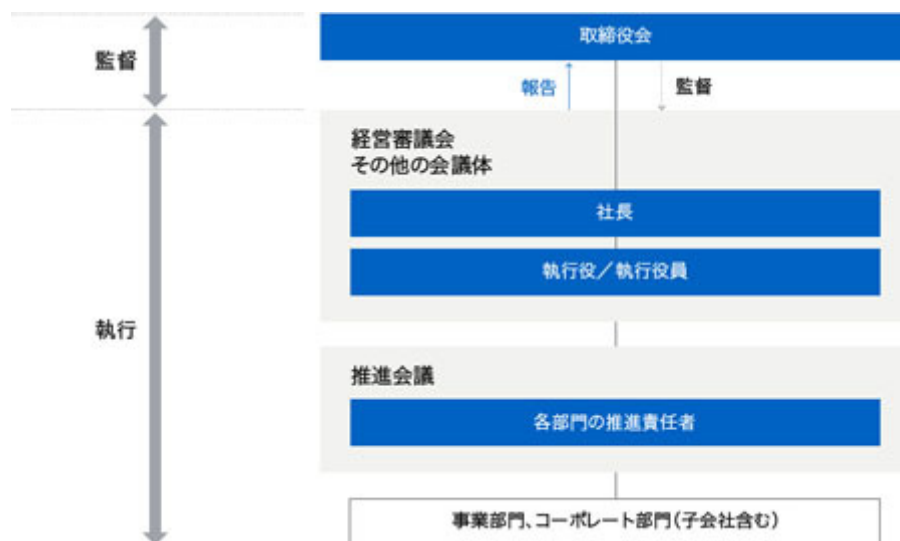 取締役会
監督
報告
監督
経営審議会
その他の会議体
社長
執行役／執行役員
執行
推進会議
各部門の推進責任者
事業部門、コーポレート部門（子会社含む）